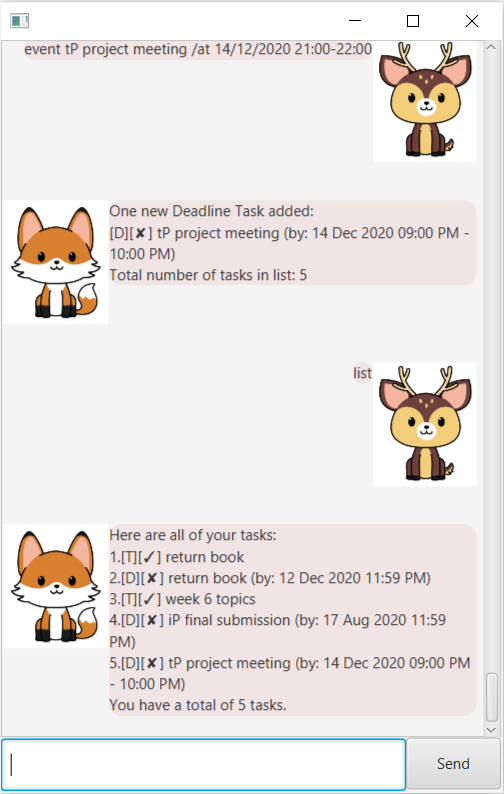 event tP project meeting /at 14/12/2020 21:00-22:00
One new Deadline Task added:
[D][✘] tP project meeting (by: 14 Dec 2020 09:00 PM -
10:00 PM)
Total number of tasks in list: 5
list
Here are all of your tasks:
1.[T][✓] return book
2.[D][✘] return book (by: 12 Dec 2020 11:59 PM)
3.[T][✓] week 6 topics
4.[D][✘] iP final submission (by: 17 Aug 2020 11:59
PM)
5.[D][✘] tP project meeting (by: 14 Dec 2020 09:00 PM
- 10:00 PM)
You have a total of 5 tasks.
Send